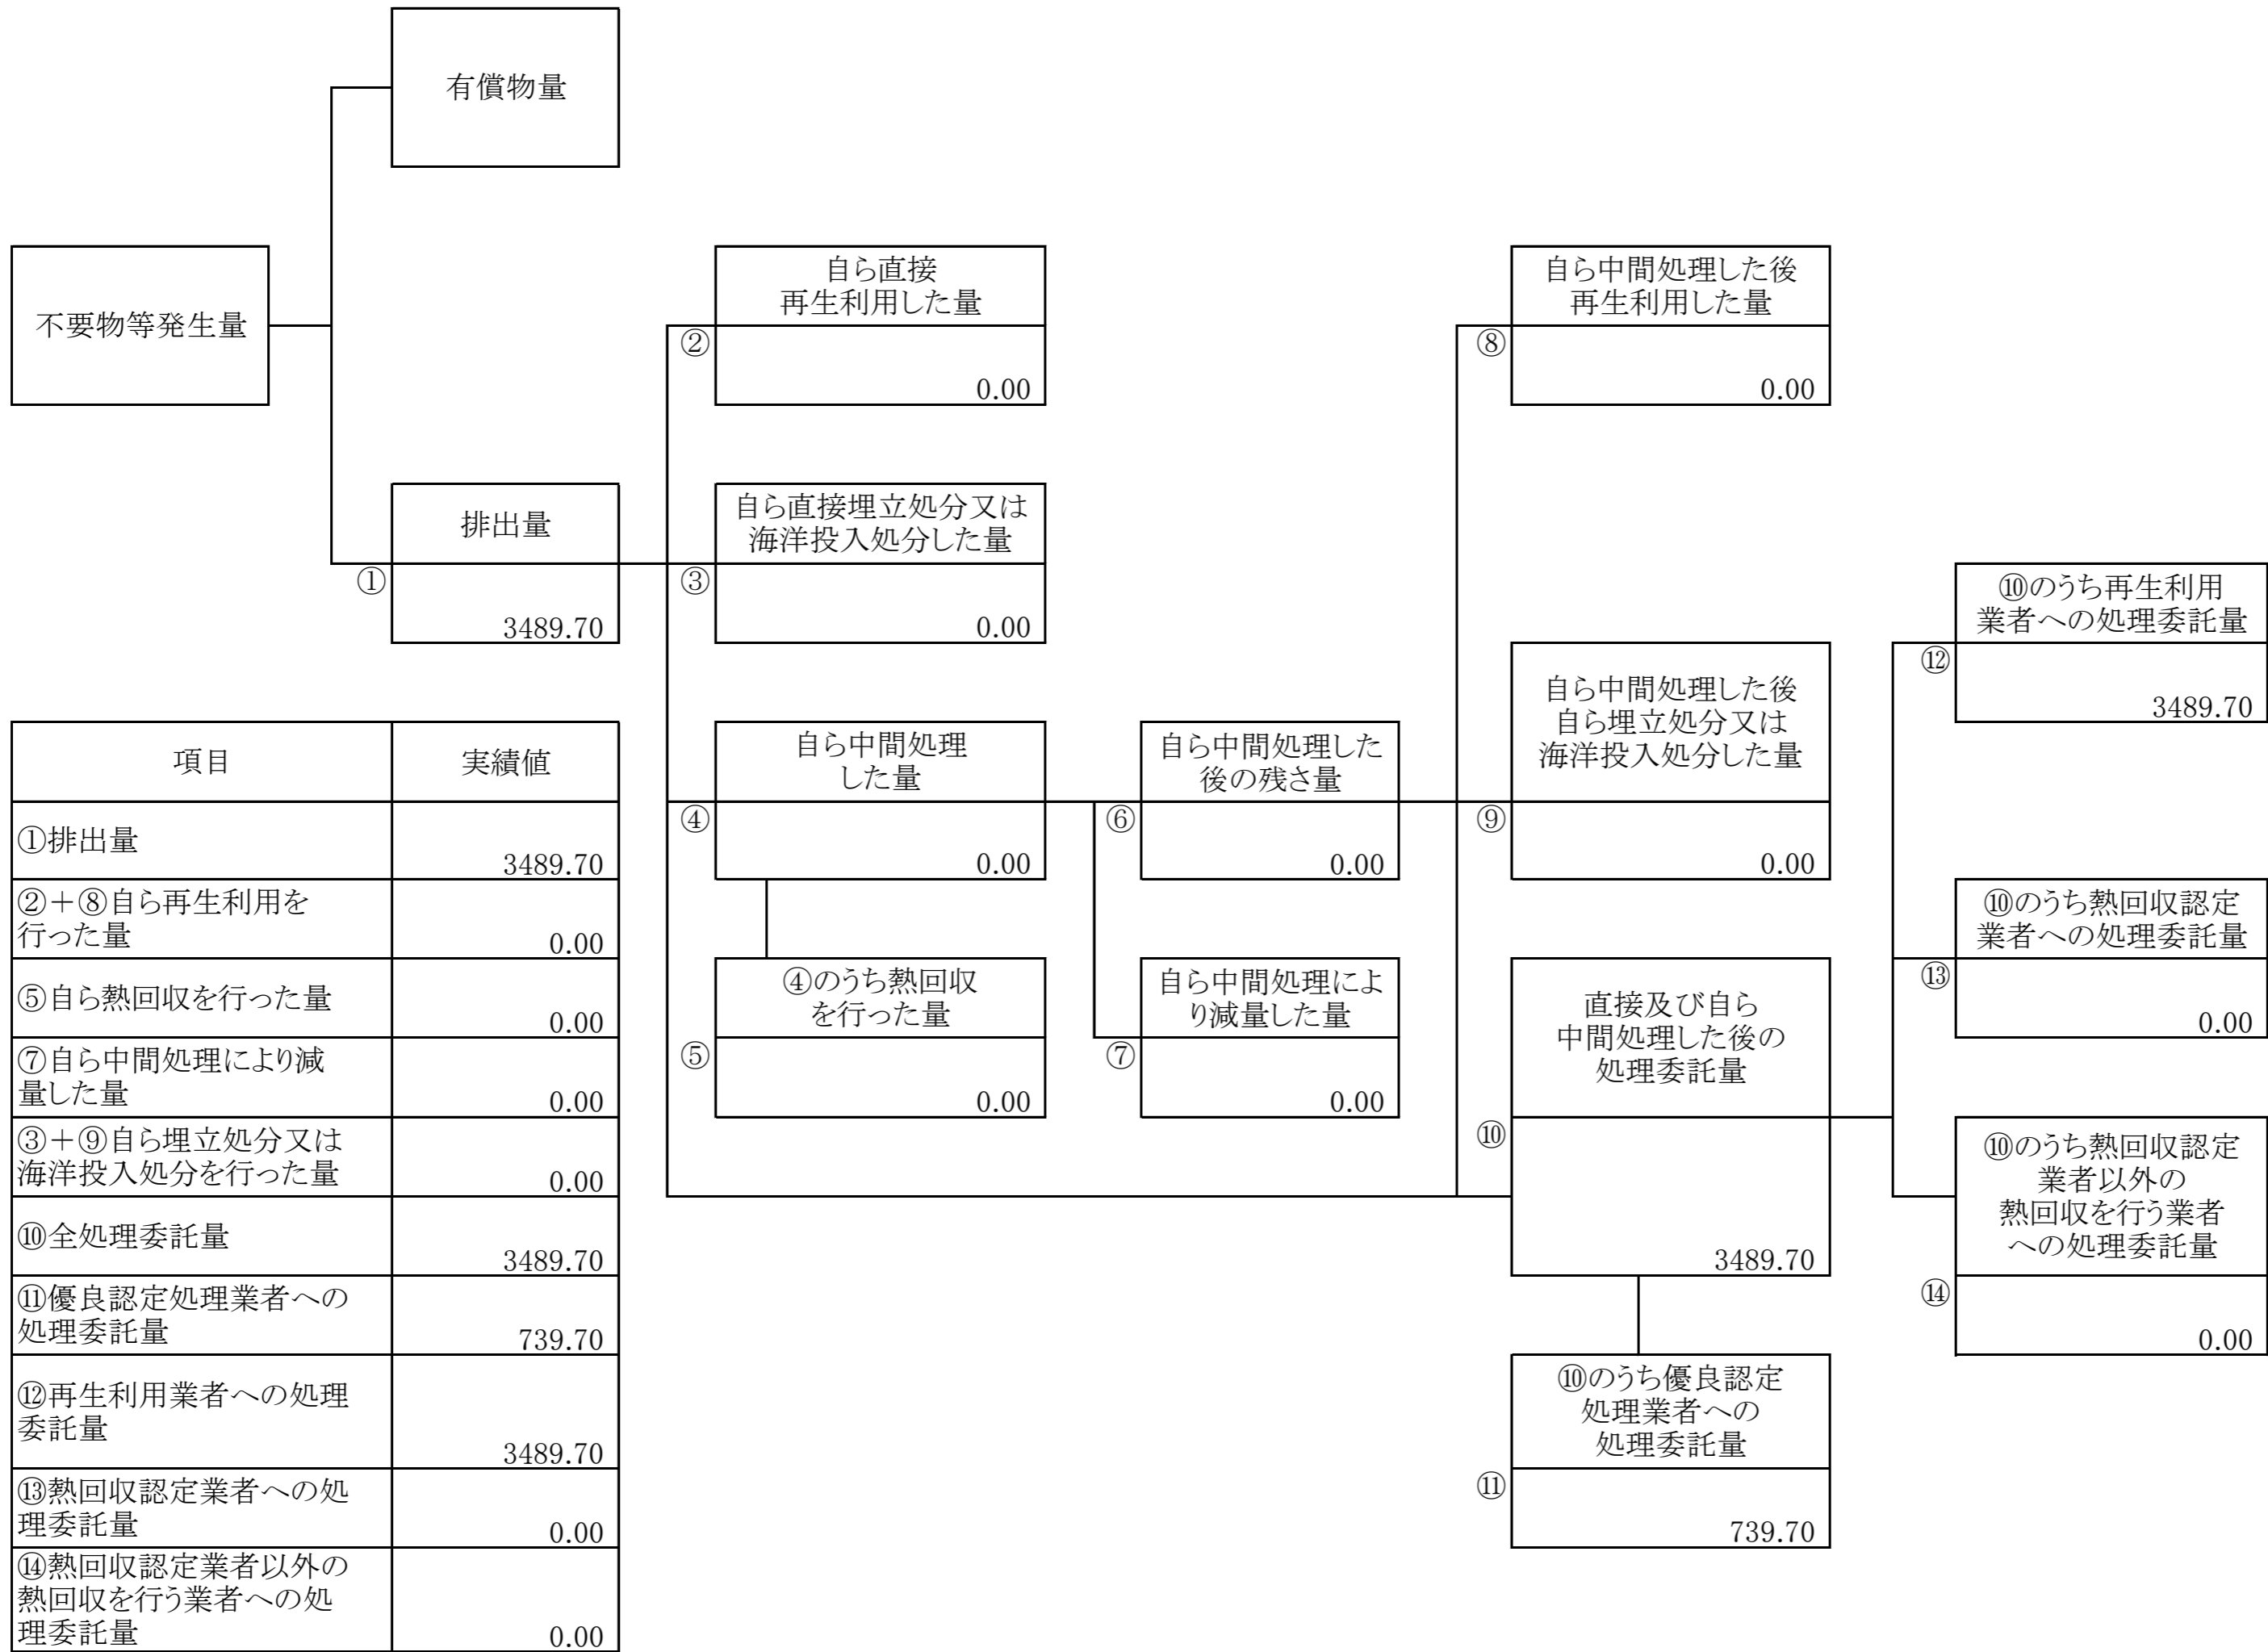 有償物量
不要物等発生量
自ら直接
再生利用した量
②
0.00
自ら中間処理した後
再生利用した量
⑧
0.00
排出量
①
3489.70
自ら直接埋立処分又は
海洋投入処分した量
③
0.00
⑩のうち再生利用
業者への処理委託量
⑫
3489.70
自ら中間処理
した量
④
0.00
自ら中間処理した
後の残さ量
⑥
0.00
自ら中間処理した後
自ら埋立処分又は
海洋投入処分した量
⑨
0.00
⑩のうち熱回収認定
業者への処理委託量
⑬
0.00
④のうち熱回収
を行った量
⑤
0.00
自ら中間処理によ
り減量した量
⑦
0.00
直接及び自ら
中間処理した後の
処理委託量
⑩
3489.70
⑩のうち熱回収認定
業者以外の
熱回収を行う業者
への処理委託量
⑭
0.00
⑩のうち優良認定
処理業者への
処理委託量
⑪
739.70
項目 実績値
①排出量
3489.70
②＋⑧自ら再生利用を
行った量 0.00
⑤自ら熱回収を行った量
0.00
⑦自ら中間処理により減
量した量 0.00
③＋⑨自ら埋立処分又は
海洋投入処分を行った量 0.00
⑩全処理委託量
3489.70
⑪優良認定処理業者への
処理委託量 739.70
⑫再生利用業者への処理
委託量
3489.70
⑬熱回収認定業者への処
理委託量 0.00
⑭熱回収認定業者以外の
熱回収を行う業者への処
理委託量 0.00